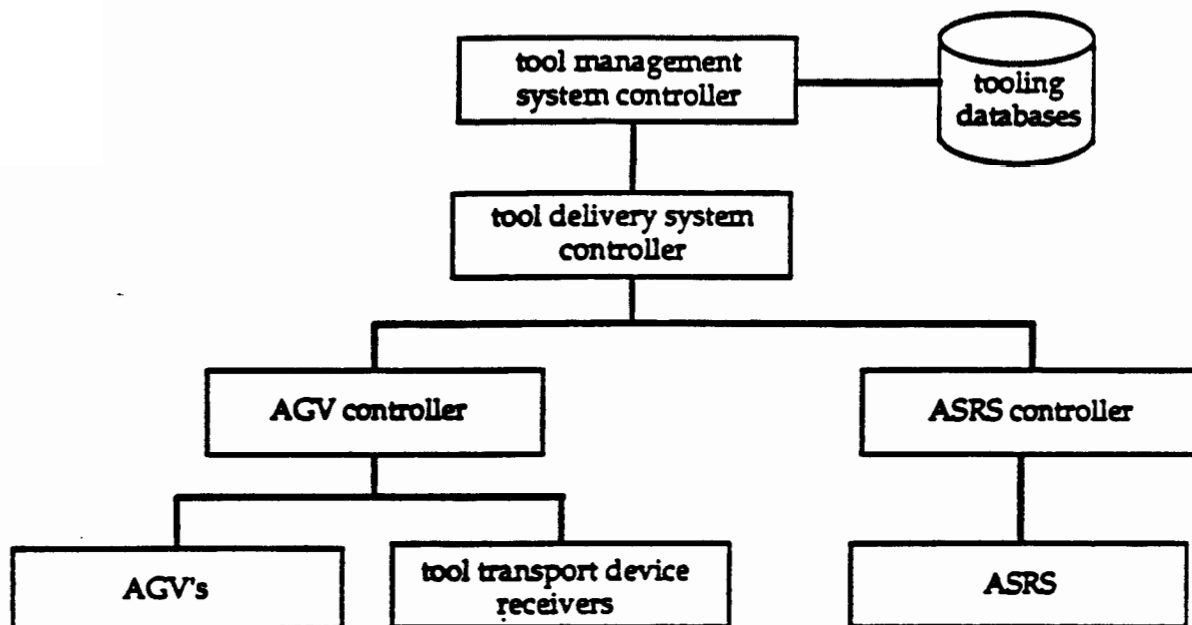 tool management
system controller
tooling
databases
tool delivery system
controller
AGV controller
ASRS controller
AGV's
tool transport device
receivers
ASRS